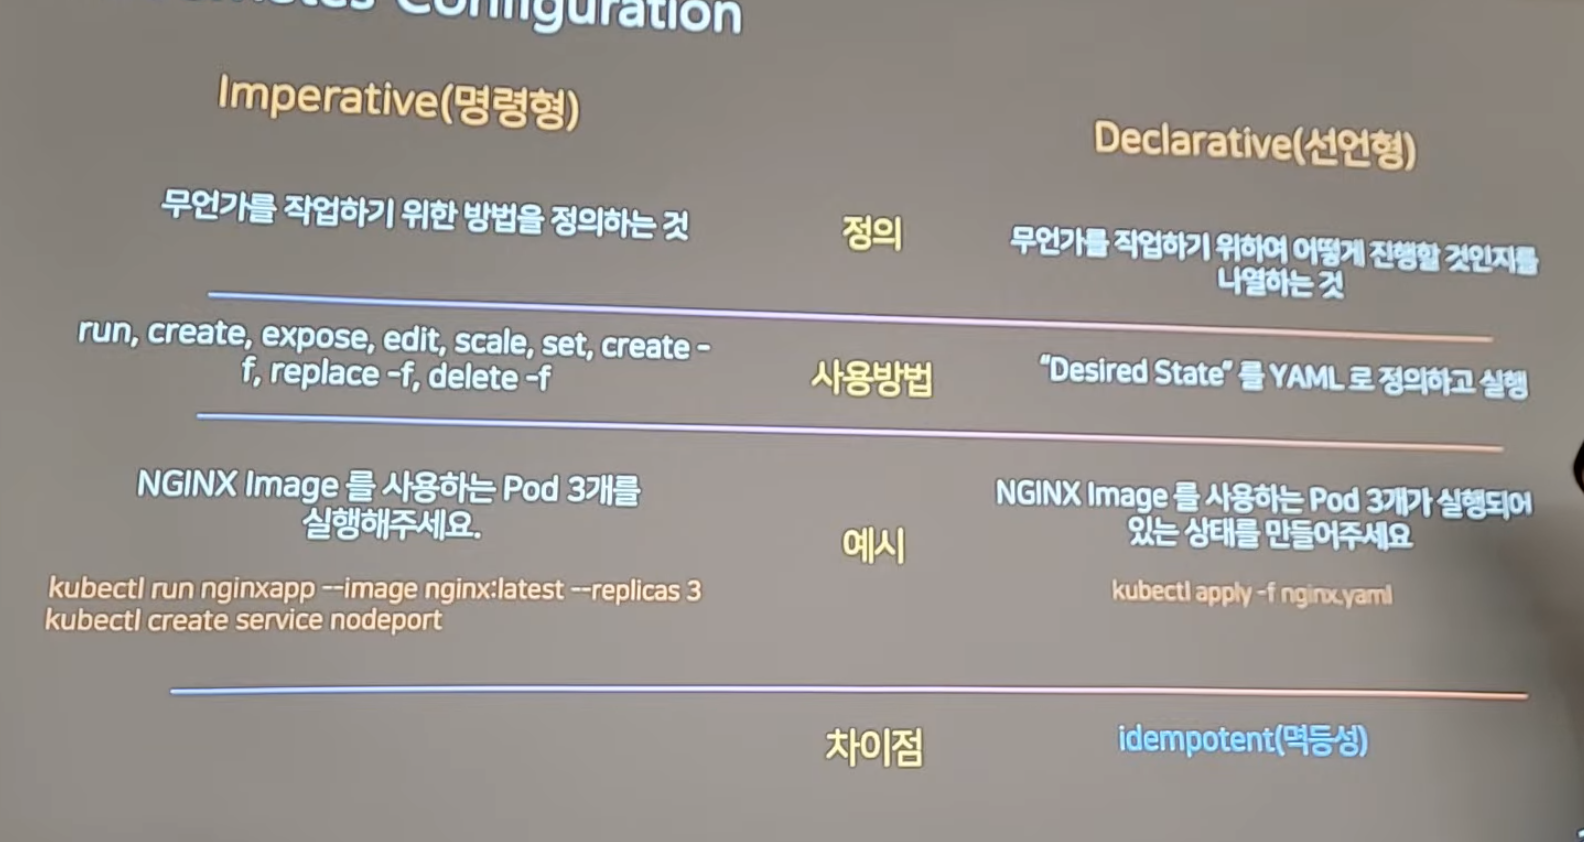 Configuration
Imperative(명령형)
Declarative(선언형)
무언가를 작업하기 위한 방법을 정의하는 것
정의
무언가를 작업하기 위하여 어떻게 진행할 것인지를
나열하는 것
run, create, expose, edit, scale, set, create -
f, replace -f, delete -f
사용방법
“Desired State” 를 YAML 로 정의하고 실행
NGINX Image 를 사용하는 Pod 3개를
실행해주세요.
예시
NGINX Image 를 사용하는 Pod 3개가 실행되어
있는 상태를 만들어주세요
kubectl run nginxapp --image nginx:latest --replicas 3
kubectl create service nodeport
kubectl apply -f nginx.yaml
차이점
idempotent(멱등성)